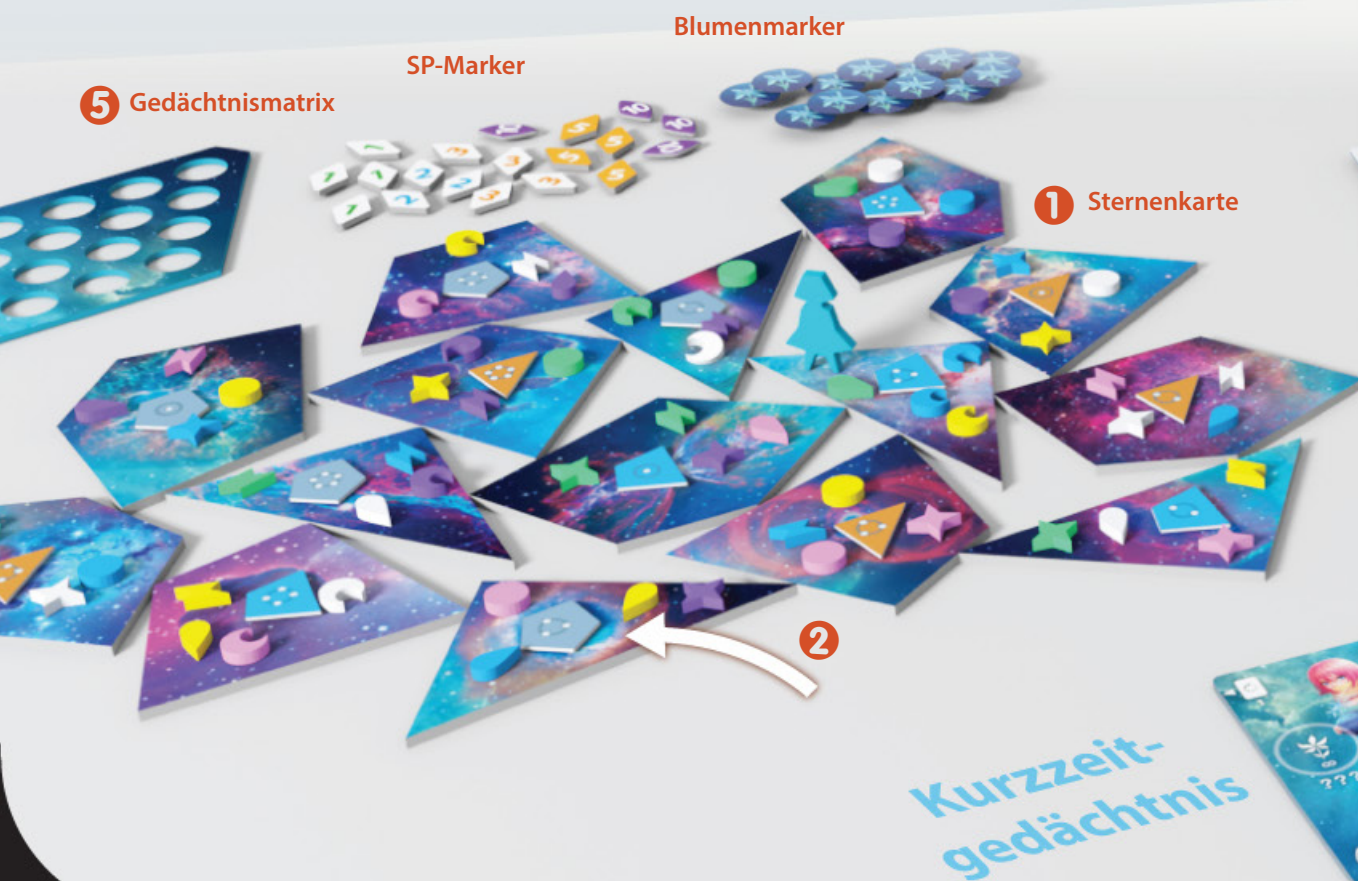 Blumenmarker
SP-Marker
5 Gedächtnismatrix
1 Sternenkarte
2
Kurzzeit-
gedächtnis
???